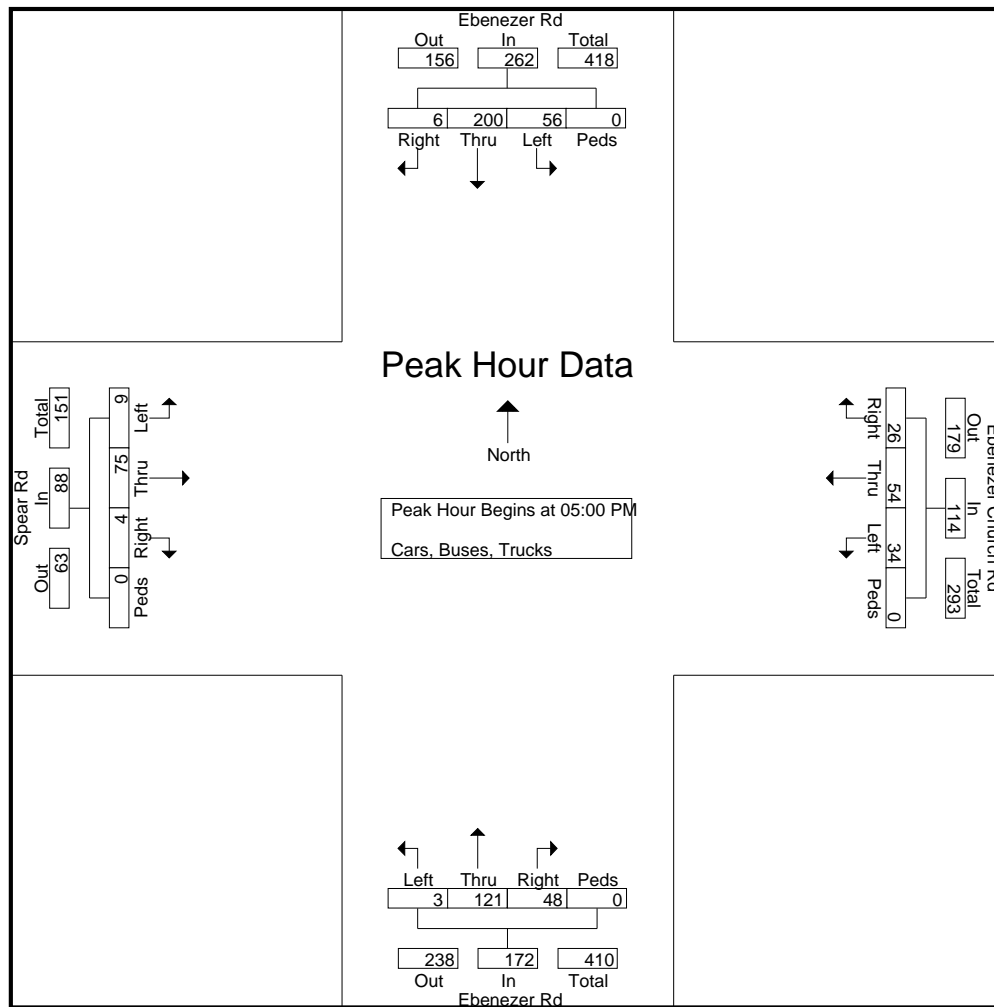 Ebenezer Rd
Out In Total
156 262 418
6 200 56 0
Right Thru Left Peds
Peak Hour Data
North
Peak Hour Begins at 05:00 PM
Cars, Buses, Trucks
Spear Rd
Out In Total
63 88 151
Left Thru Right Peds
9 75 4 0
Ebenezer Church Rd
Out In Total
179 114 293
Right Thru Left Peds
26 54 34 0
Left Thru Right Peds
3 121 48 0
238 172 410
Out In Total
Ebenezer Rd